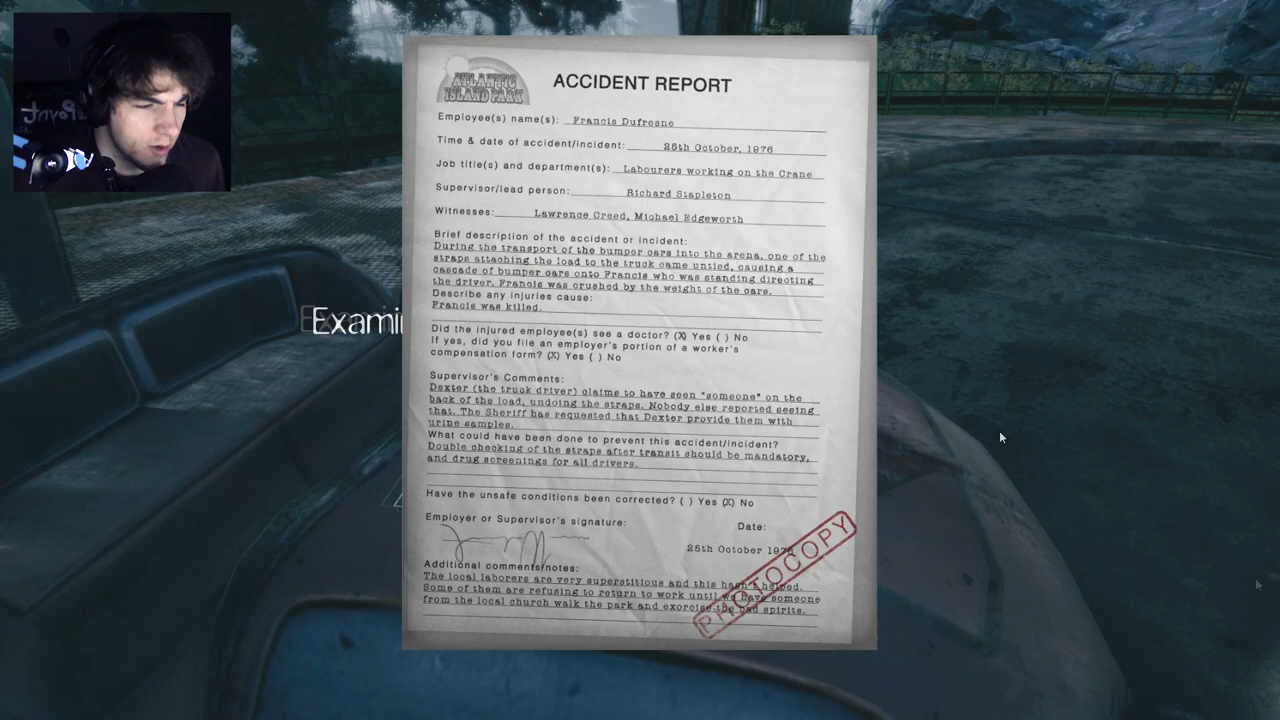 ATLANTIC
ISLAND PARK
ACCIDENT REPORT
Employee(s) name(s): Francis Dufresne
Time & date of accident/incident: 25th October, 1976
Job title(s) and department(s): Labourers working on the Crane
Supervisor/lead person: Richard Stapleton
Witnesses: Lawrence Creed, Michael Edgeworth
Brief description of the accident or incident:
During the transport of the bumper cars into the arena, one of the
straps attaching the load to the truck came untied, causing a
cascade of bumper cars onto Francis who was standing directing
the driver. Francis was crushed by the weight of the cars.
Describe any injuries cause:
Francis was killed.
Did the injured employee(s) see a doctor? (X) Yes ( ) No
If yes, did you file an employer's portion of a worker's
compensation form? (X) Yes ( ) No
Supervisor's Comments:
Dexter (the truck driver) claims to have seen "someone" on the
back of the load, undoing the straps. Nobody else reported seeing
that. The Sheriff has requested that Dexter provide them with
urine samples.
What could have been done to prevent this accident/incident?
Double checking of the straps after transit should be mandatory,
and drug screenings for all drivers.
Have the unsafe conditions been corrected? ( ) Yes (X) No
Employer or Supervisor's signature:
Date:
25th October 1976
Additional comments/notes:
The local laborers are very superstitious and this hasn't helped.
Some of them are refusing to return to work until we have someone
from the local church walk the park and exorcise the bad spirits.
PHOTOCOPY
Examin